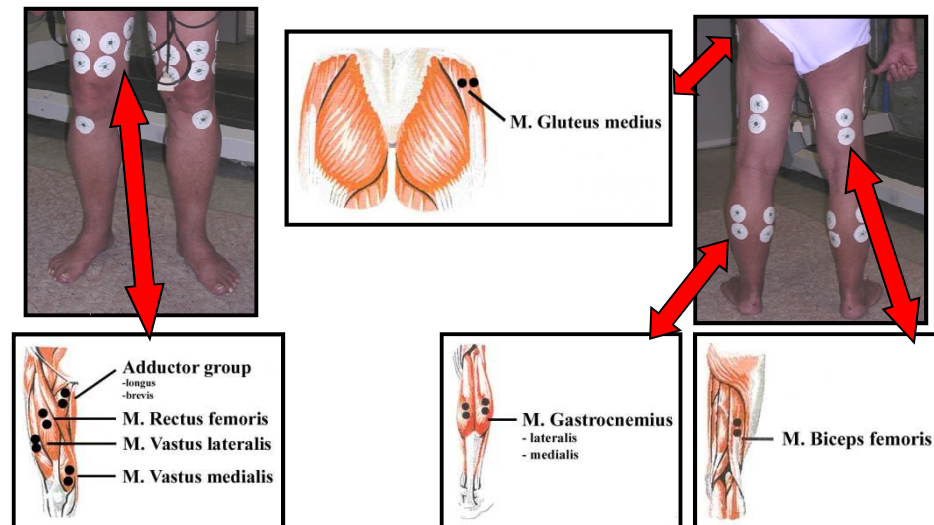 M. Gluteus medius
Adductor group
-longus
-brevis
M. Rectus femoris
M. Vastus lateralis
M. Vastus medialis
M. Gastrocnemius
- lateralis
- medialis
M. Biceps femoris